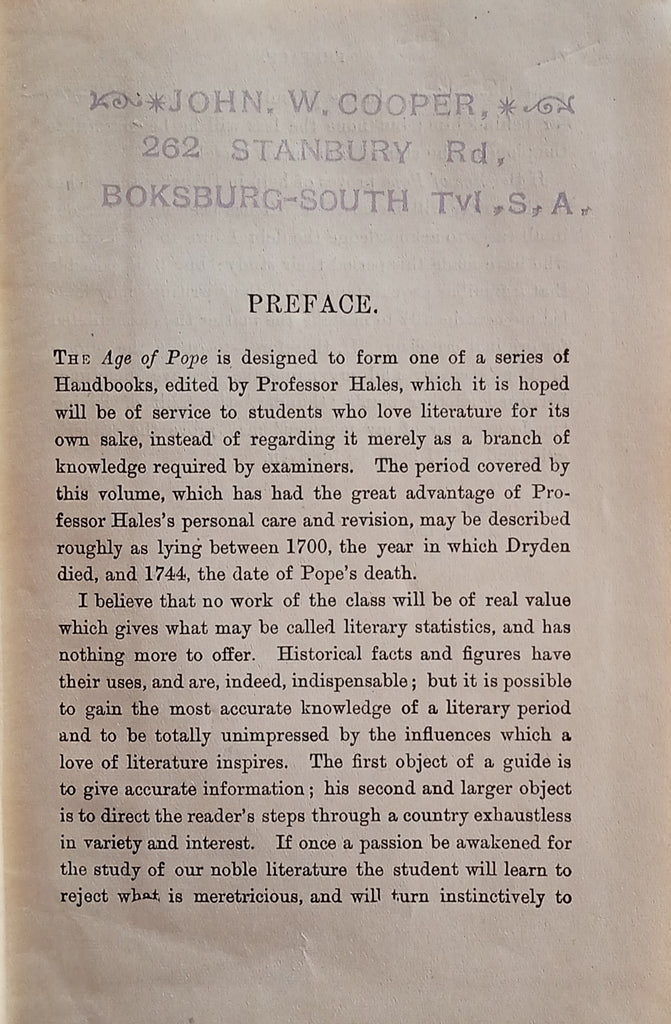 JOHN. W. COOPER,
262 STANBURY Rd,
BOKSBURG-SOUTH Tvl, S, A.
PREFACE.
THE Age of Pope is designed to form one of a series of
Handbooks, edited by Professor Hales, which it is hoped
will be of service to students who love literature for its
own sake, instead of regarding it merely as a branch of
knowledge required by examiners. The period covered by
this volume, which has had the great advantage of Pro-
fessor Hales's personal care and revision, may be described
roughly as lying between 1700, the year in which Dryden
died, and 1744, the date of Pope's death.
I believe that no work of the class will be of real value
which gives what may be called literary statistics, and has
nothing more to offer. Historical facts and figures have
their uses, and are, indeed, indispensable; but it is possible
to gain the most accurate knowledge of a literary period
and to be totally unimpressed by the influences which a
love of literature inspires. The first object of a guide is
to give accurate information; his second and larger object
is to direct the reader's steps through a country exhaustless
in variety and interest. If once a passion be awakened for
the study of our noble literature the student will learn to
reject what is meretricious, and will turn instinctively to